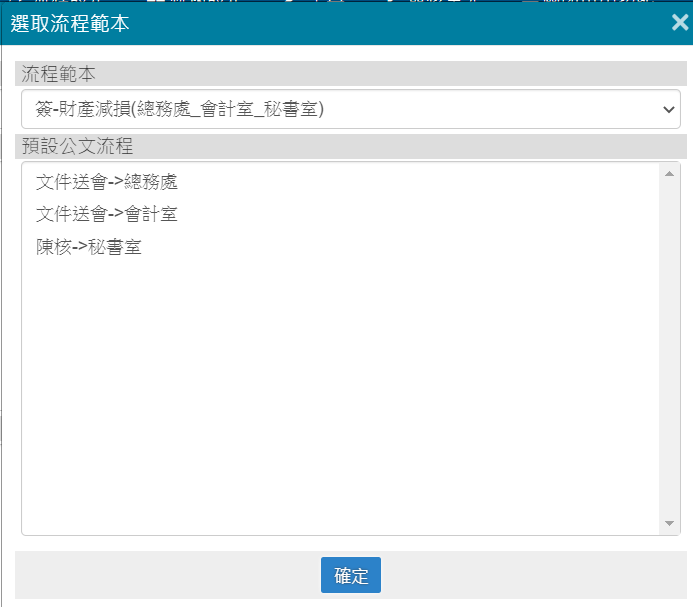 選取流程範本
流程範本
簽-財產減損(總務處_會計室_秘書室)
預設公文流程
文件送會->總務處
文件送會->會計室
陳核->秘書室
確定